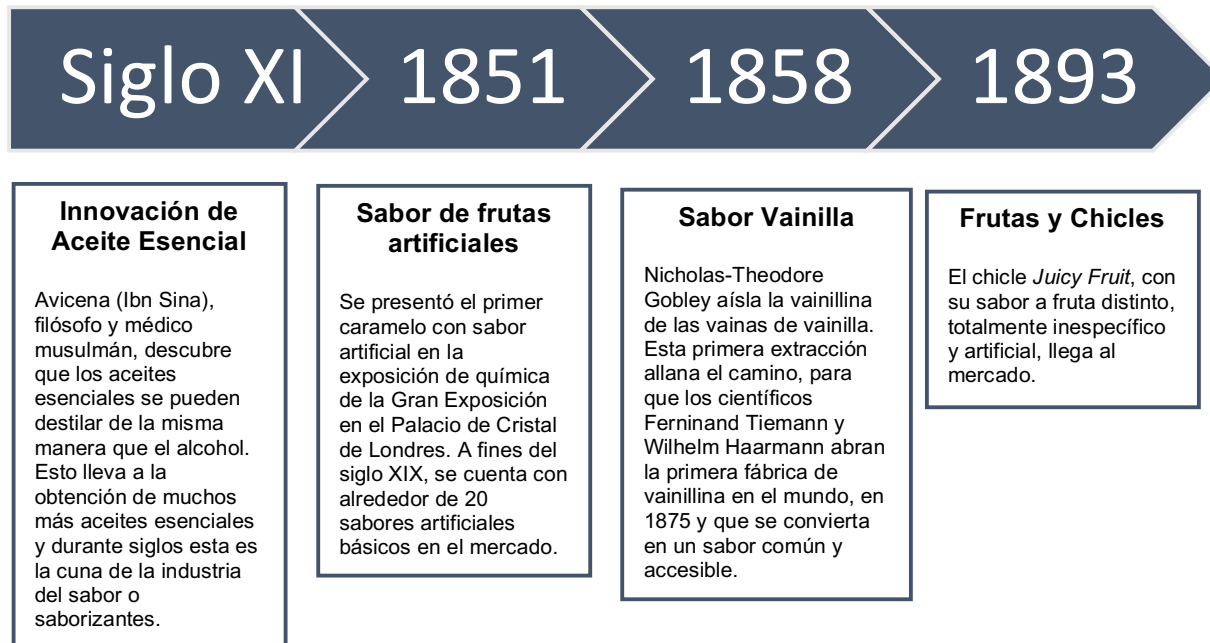 Siglo XI
1851
1858
1893
Innovación de
Aceite Esencial
Avicena (Ibn Sina),
filósofo y médico
musulmán, descubre
que los aceites
esenciales se pueden
destilar de la misma
manera que el alcohol.
Esto lleva a la
obtención de muchos
más aceites esenciales
y durante siglos esta es
la cuna de la industria
del sabor o
saborizantes.
Sabor de frutas
artificiales
Se presentó el primer
caramelo con sabor
artificial en la
exposición de química
de la Gran Exposición
en el Palacio de Cristal
de Londres. A fines del
siglo XIX, se cuenta con
alrededor de 20
sabores artificiales
básicos en el mercado.
Sabor Vainilla
Nicholas-Theodore
Gobley aísla la vainillina
de las vainas de vainilla.
Esta primera extracción
allana el camino, para
que los científicos
Ferninand Tiemann y
Wilhelm Haarmann abran
la primera fábrica de
vainillina en el mundo, en
1875 y que se convierta
en un sabor común y
accesible.
Frutas y Chicles
El chicle Juicy Fruit, con
su sabor a fruta distinto,
totalmente inespecífico
y artificial, llega al
mercado.